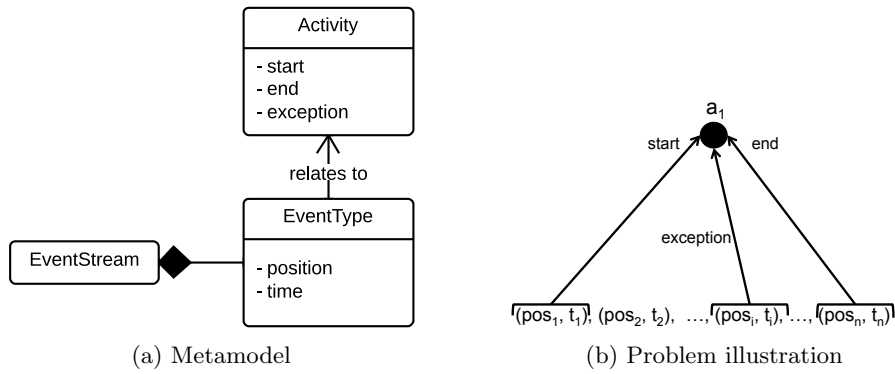 Activity
- start
- end
- exception
relates to
EventType
- position
- time
EventStream
(a) Metamodel
a₁
start
end
exception
(pos₁, t₁), (pos₂, t₂), ...,(posᵢ, tᵢ), ..., (posₙ, tₙ)
(b) Problem illustration